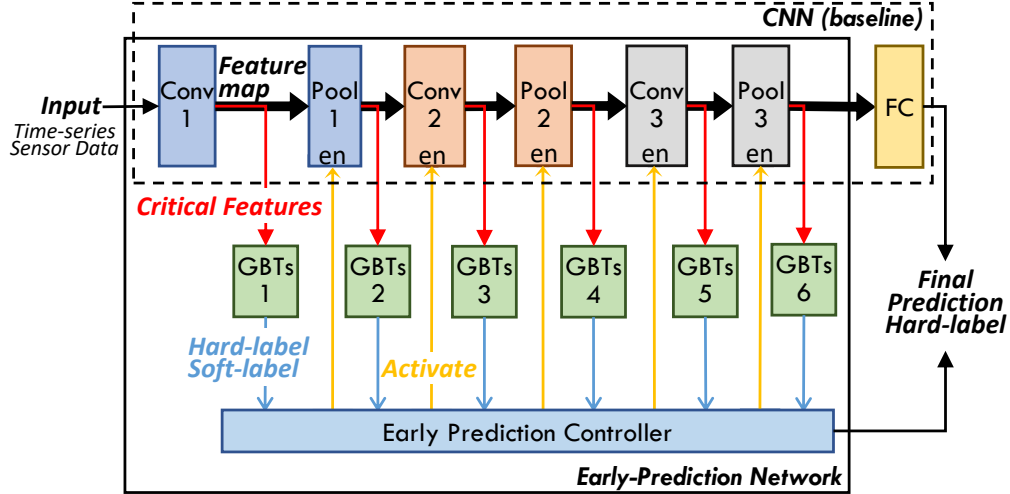 CNN (baseline)
Input
Time-series
Sensor Data
Conv
1
Feature
map
Pool
1
en
Conv
2
en
Pool
2
en
Conv
3
en
Pool
3
en
FC
Critical Features
GBTs
1
GBTs
2
GBTs
3
GBTs
4
GBTs
5
GBTs
6
Final
Prediction
Hard-label
Hard-label
Soft-label
Activate
Early Prediction Controller
Early-Prediction Network